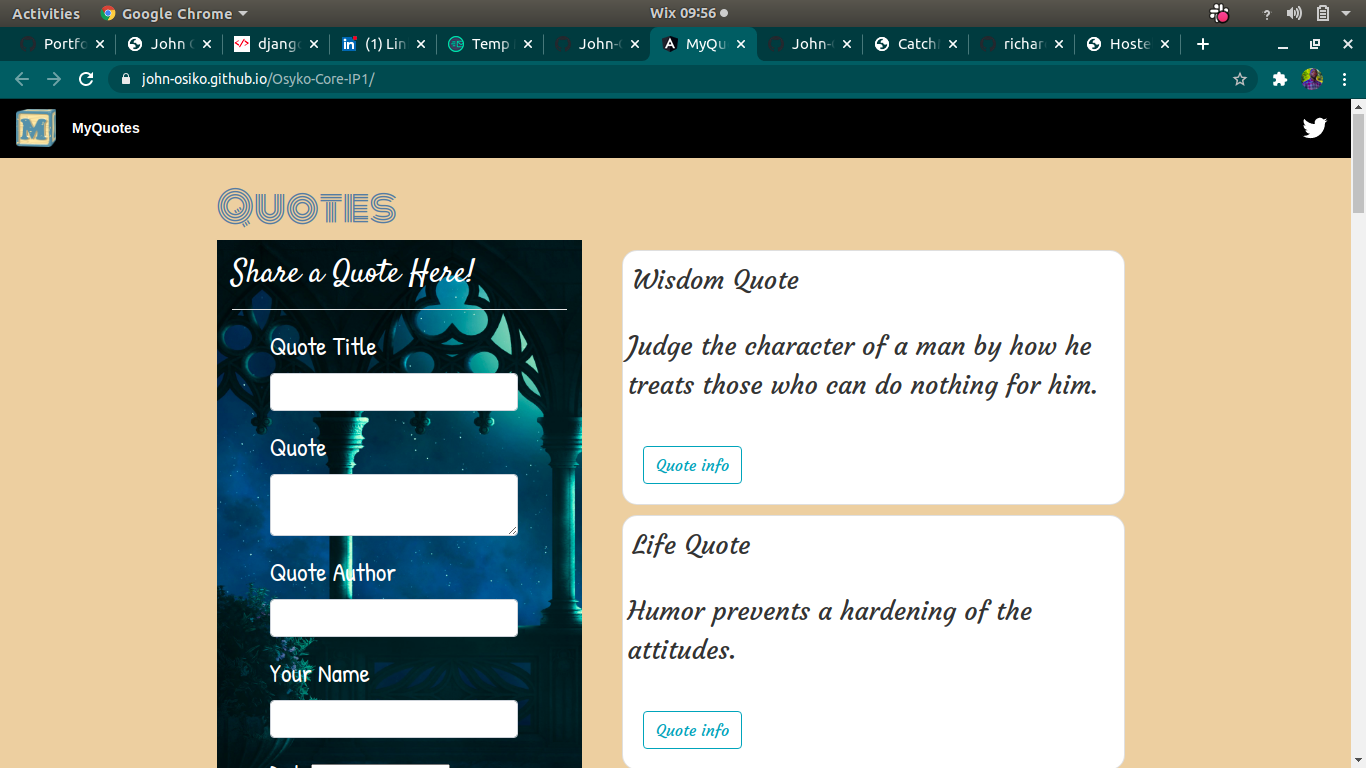 Activities
Google Chrome
Wix 09:56
?
Portfo
John
djang
(1) Lin
Temp
John-
MyQu
John-
Catch
richar
Hoste
john-osiko.github.io/Osyko-Core-IP1/
M
MyQuotes
Quotes
Share a Quote Here!
Quote Title
Quote
Quote Author
Your Name
Wisdom Quote
Judge the character of a man by how he
treats those who can do nothing for him.
Quote info
Life Quote
Humor prevents a hardening of the
attitudes.
Quote info